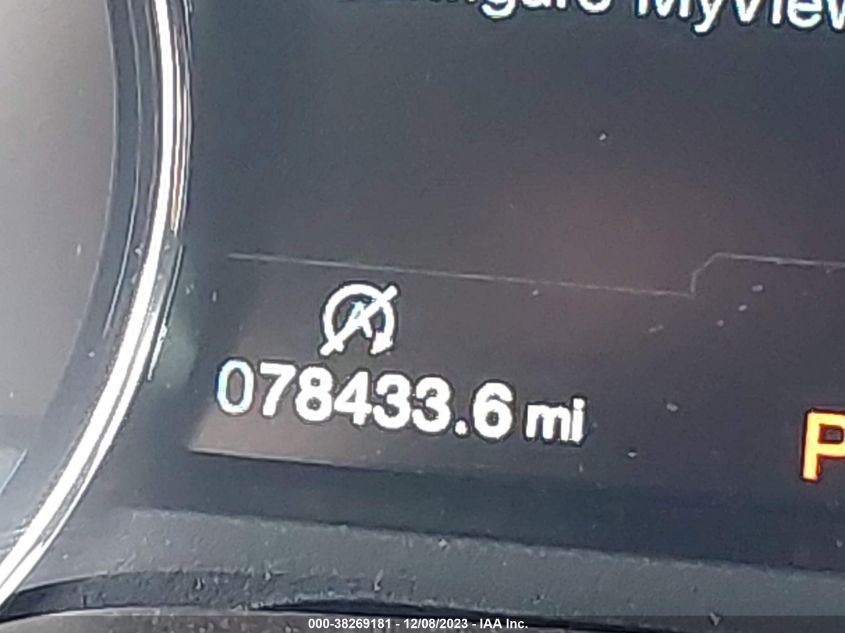 MyView
078433.6 mi
P
000-38269181 - 12/08/2023 - IAA Inc.